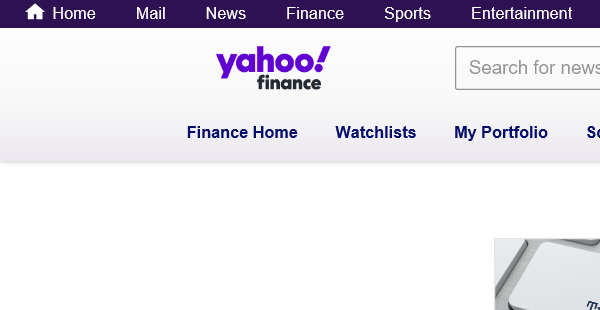 Home Mail News Finance Sports Entertainment
yahoo!
finance
Search for news
Finance Home Watchlists My Portfolio